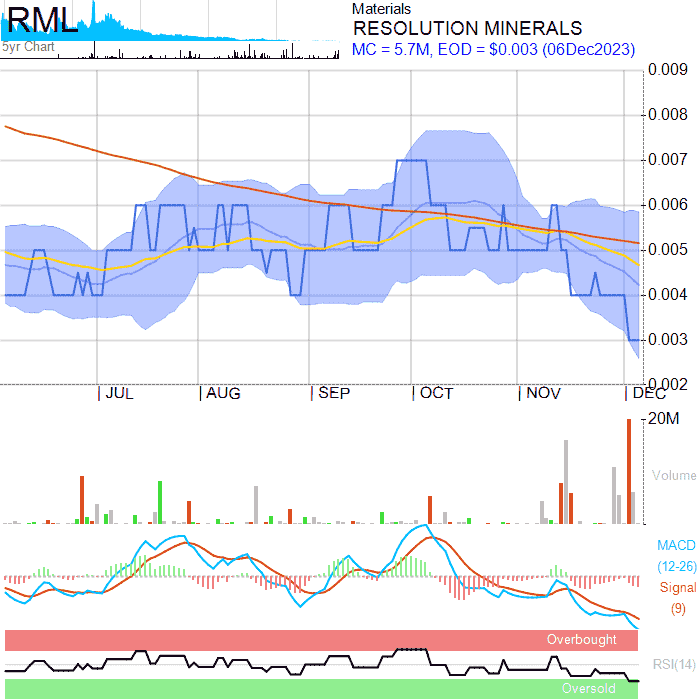 RML
5yr Chart
Materials
RESOLUTION MINERALS
MC = 5.7M, EOD = $0.003 (06Dec2023)
0.009
0.008
0.007
0.006
0.005
0.004
0.003
0.002
JUL AUG SEP OCT NOV DEC
20M
Volume
MACD
(12-26)
Signal
(9)
Overbought
RSI(14)
Oversold